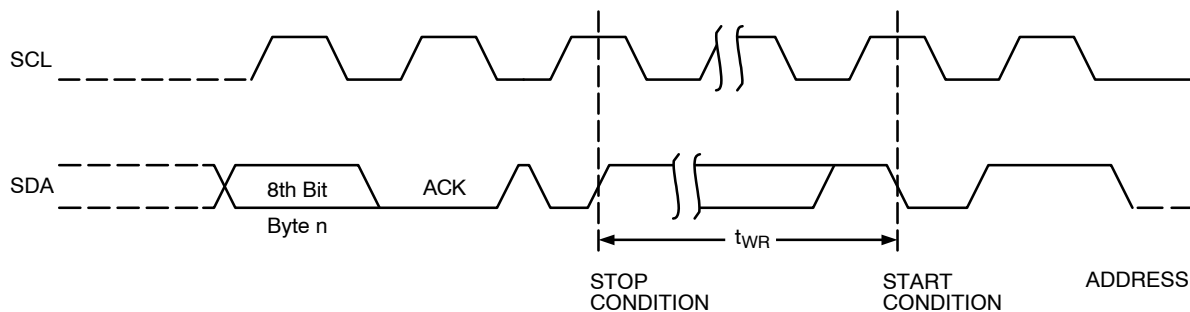 SCL
SDA
8th Bit
ACK
Byte n
tWR
STOP
CONDITION
START
CONDITION
ADDRESS